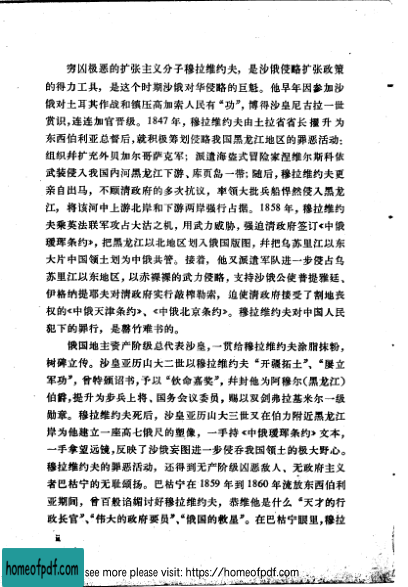 穷凶极恶的扩张主义分子穆拉维约夫，是沙俄侵略扩张政策
的得力工具，是这个时期沙俄对华侵略的巨魁。他早年因参加沙
俄对土耳其作战和镇压高加索人民有“功”，博得沙皇尼古拉一世
赏识，连连加官晋级。1847年，穆拉维约夫由土拉省省长擢升为
东西伯利亚总督后，就积极筹划侵略我国黑龙江地区的罪恶活动：
组织并扩充外贝加尔哥萨克军；派遣海盗式冒险家涅维尔斯科依
武装侵入我国内河黑龙江下游、库页岛一带；随后，穆拉维约夫更
亲自出马，不顾清政府的多次抗议，率领大批兵船悍然侵入黑龙
江，将该河中上游北岸和下游两岸强行占据。1858年，穆拉维约
夫乘英法联军攻占大沽之机，用武力威胁，强迫清政府签订《中俄
瑷珲条约》，把黑龙江以北地区划入俄国版图，并把乌苏里江以东
大片中国领土划为中俄共管。接着，他又派遣军队进一步侵占乌
苏里江以东地区，以赤裸裸的武力侵略，支持沙俄公使普提雅廷、
伊格纳提耶夫对清政府实行敲榨勒索，迫使清政府接受了割地丧
权的《中俄天津条约》、《中俄北京条约》。穆拉维约夫对中国人民
犯下的罪行，是罄竹难书的。
俄国地主资产阶级总代表沙皇，一贯给穆拉维约夫涂脂抹粉，
树碑立传。沙皇亚历山大二世以穆拉维约夫“开疆拓土”、“屡立
军功”，曾特颁诏书，予以“钦命嘉奖”，并封他为阿穆尔（黑龙江）
伯爵，提升为步兵上将、国务会议委员，赐以双剑弗拉基米尔一级
勋章。穆拉维约夫死后，沙皇亚历山大三世又在伯力附近黑龙江
岸为他建立一座高七俄尺的塑像，一手持《中俄瑷珲条约》文本，
一手拿望远镜，反映了沙俄妄图进一步侵吞我国领土的极大野心。
穆拉维约夫的罪恶活动，还得到无产阶级凶恶敌人、无政府主义
者巴枯宁的无耻颂扬。巴枯宁在1859年到1860年流放东西伯利
亚期间，曾百般谄媚讨好穆拉维约夫，恭维他是什么“天才的行
政长官”、“伟大的政府要员”、“俄国的救星”。在巴枯宁眼里，穆拉
ii
homeofpdf.com
see more please visit: https://homeofpdf.com